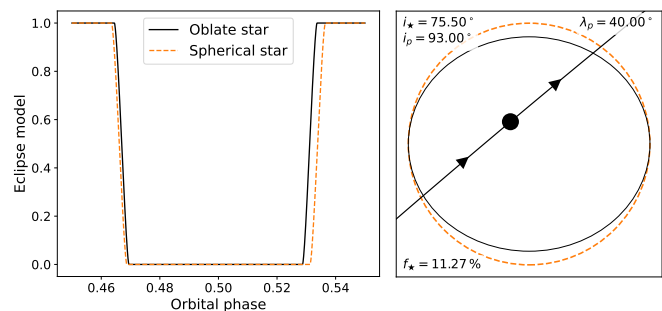 Oblate star
Spherical star
Eclipse model
1.0
0.8
0.6
0.4
0.2
0.0
0.46
0.48
0.50
0.52
0.54
Orbital phase
i★ = 75.50°
λp = 40.00°
ip = 93.00°
f★ = 11.27 %